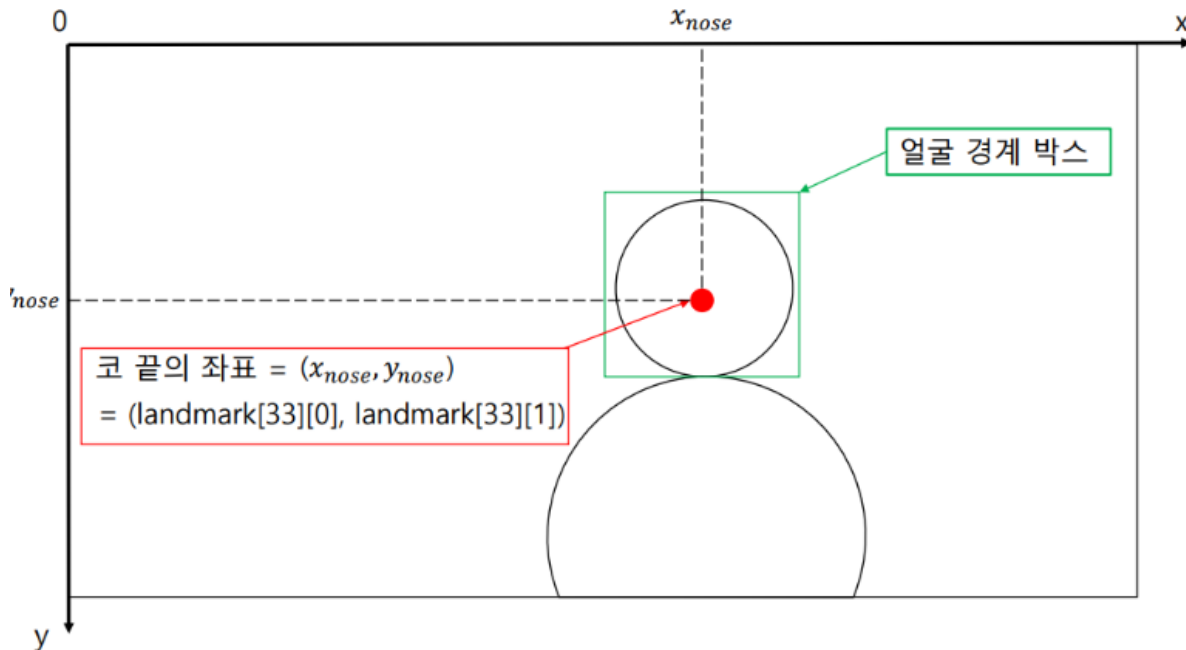 0
x_nose
x
얼굴 경계 박스
y_nose
코 끝의 좌표 = (x_nose, y_nose)
= (landmark[33][0], landmark[33][1])
y